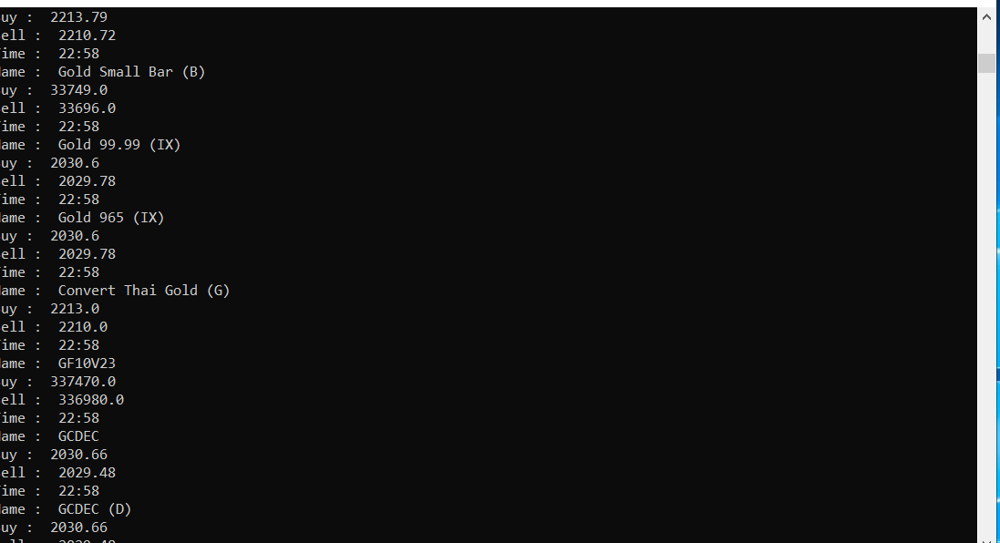 uy :  2213.79
ell :  2210.72
ime :  22:58
ame :  Gold Small Bar (B)
uy :  33749.0
ell :  33696.0
ime :  22:58
ame :  Gold 99.99 (IX)
uy :  2030.6
ell :  2029.78
ime :  22:58
ame :  Gold 965 (IX)
uy :  2030.6
ell :  2029.78
ime :  22:58
ame :  Convert Thai Gold (G)
uy :  2213.0
ell :  2210.0
ime :  22:58
ame :  GF10V23
uy :  337470.0
ell :  336980.0
ime :  22:58
ame :  GCDEC
uy :  2030.66
ell :  2029.48
ime :  22:58
ame :  GCDEC (D)
uy :  2030.66